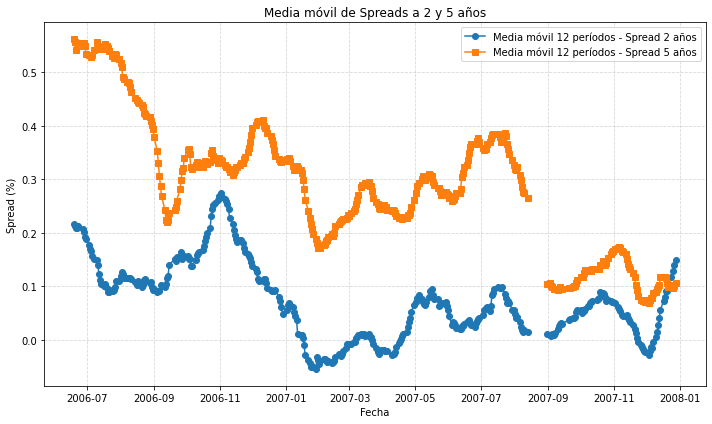 Media móvil de Spreads a 2 y 5 años
Media móvil 12 períodos - Spread 2 años
Media móvil 12 períodos - Spread 5 años
Spread (%)
0.5
0.4
0.3
0.2
0.1
0.0
2006-07 2006-09 2006-11 2007-01 2007-03 2007-05 2007-07 2007-09 2007-11 2008-01
Fecha